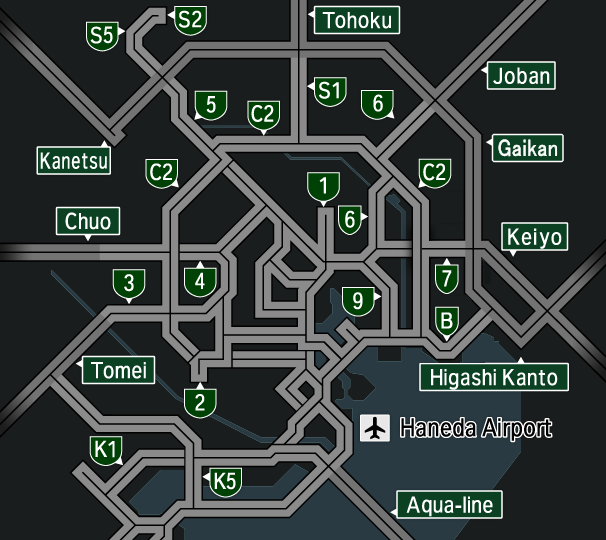 S2
Tohoku
S5
Joban
S1
5
6
C2
Gaikan
Kanetsu
C2
C2
1
Chuo
6
Keiyo
3
4
7
9
B
Tomei
Higashi Kanto
2
Haneda Airport
K1
K5
Aqua-line